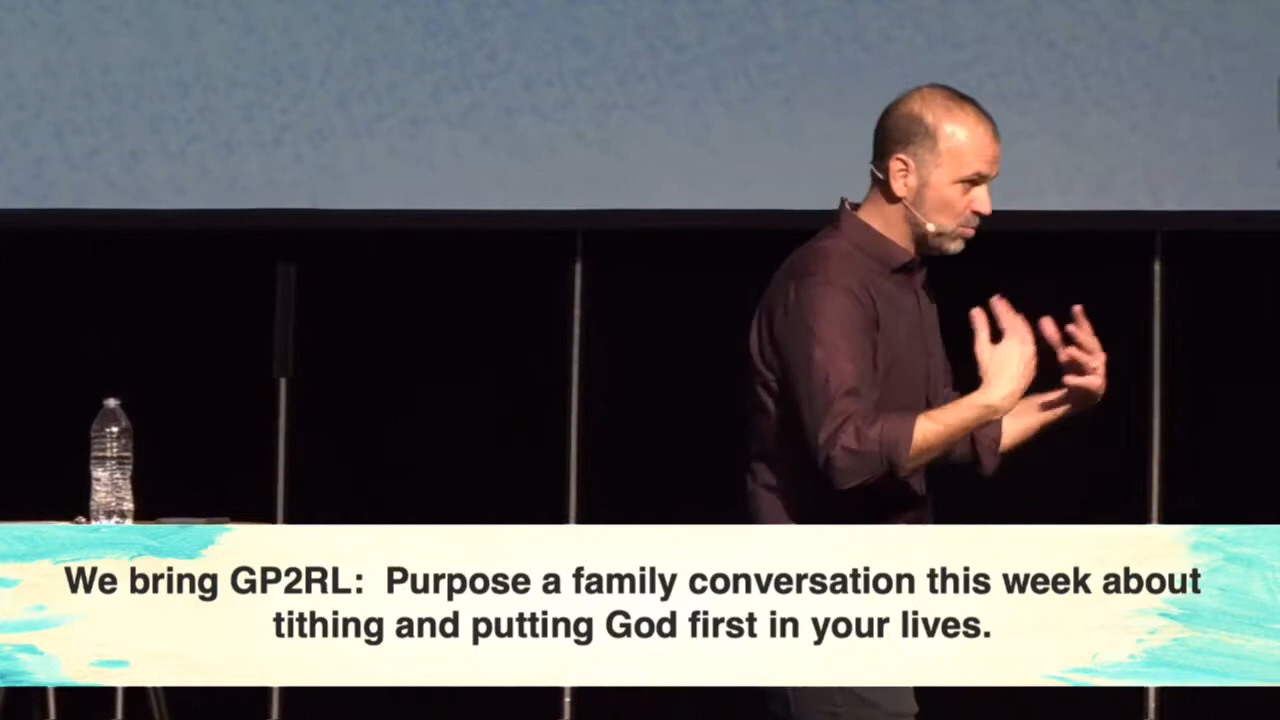 We bring GP2RL:  Purpose a family conversation this week about
tithing and putting God first in your lives.